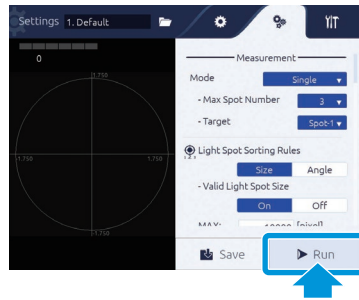 Settings 1. Default
0
1.750
-1.750
1.750
-1.750
Measurement
Mode Single
- Max Spot Number 3
- Target Spot-1
Light Spot Sorting Rules
Size Angle
- Valid Light Spot Size
On Off
Save Run